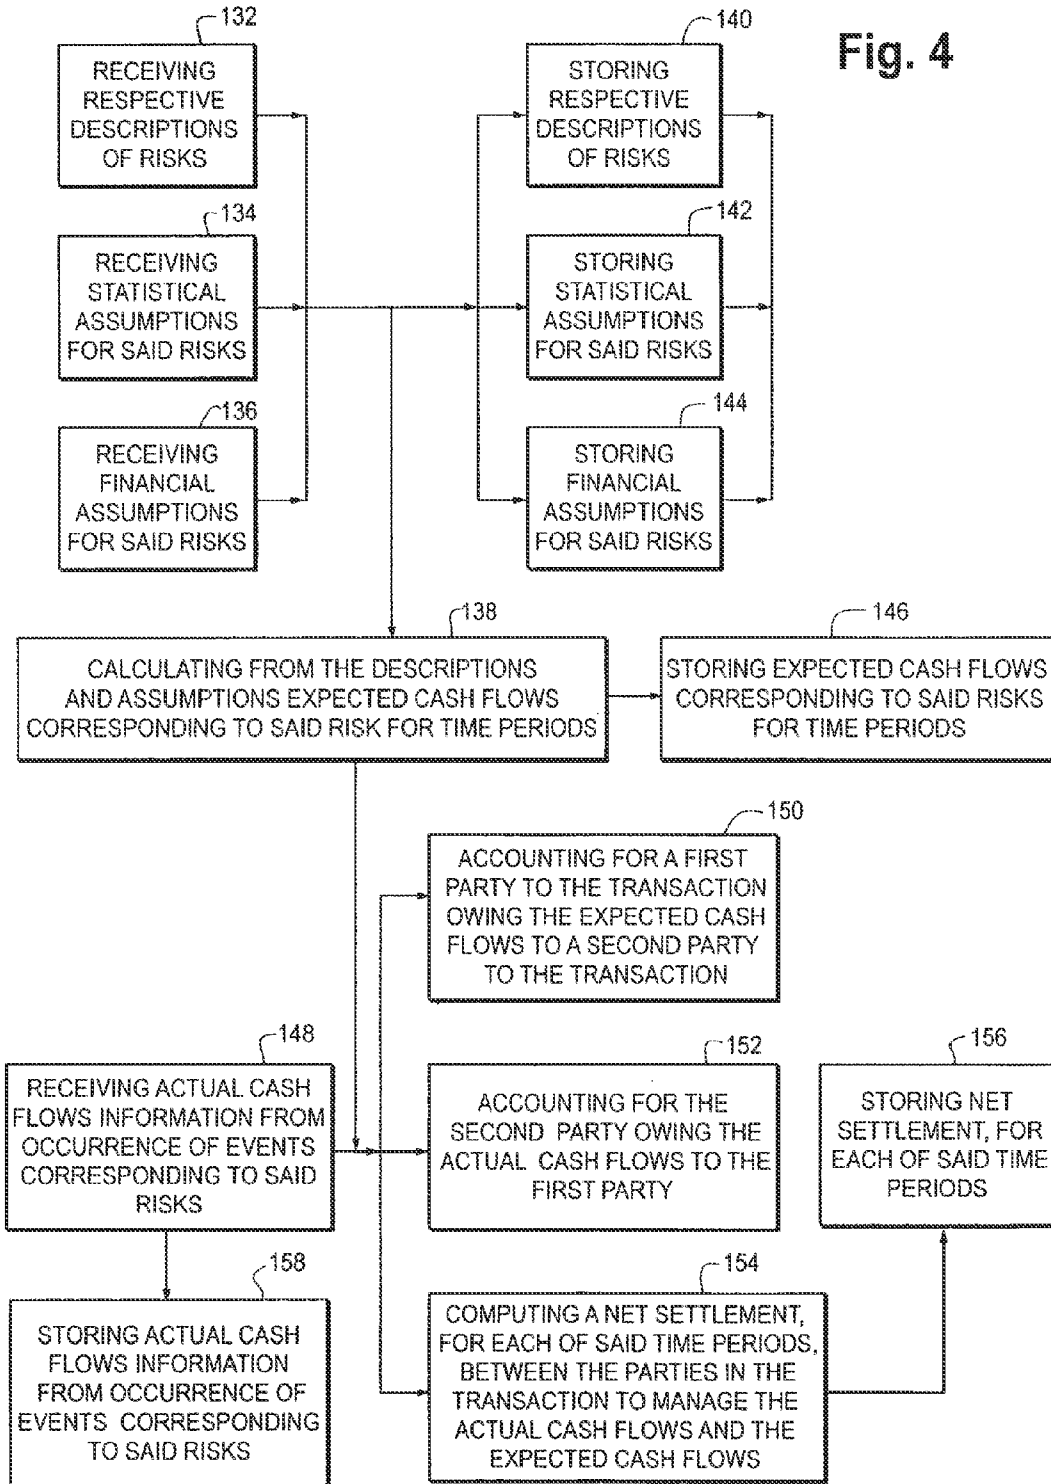 Fig. 4
132
RECEIVING
RESPECTIVE
DESCRIPTIONS
OF RISKS
140
STORING
RESPECTIVE
DESCRIPTIONS
OF RISKS
134
RECEIVING
STATISTICAL
ASSUMPTIONS
FOR SAID RISKS
142
STORING
STATISTICAL
ASSUMPTIONS
FOR SAID RISKS
136
RECEIVING
FINANCIAL
ASSUMPTIONS
FOR SAID RISKS
144
STORING
FINANCIAL
ASSUMPTIONS
FOR SAID RISKS
138
CALCULATING FROM THE DESCRIPTIONS
AND ASSUMPTIONS EXPECTED CASH FLOWS
CORRESPONDING TO SAID RISK FOR TIME PERIODS
146
STORING EXPECTED CASH FLOWS
CORRESPONDING TO SAID RISKS
FOR TIME PERIODS
150
ACCOUNTING FOR A FIRST
PARTY TO THE TRANSACTION
OWING THE EXPECTED CASH
FLOWS TO A SECOND PARTY
TO THE TRANSACTION
148
RECEIVING ACTUAL CASH
FLOWS INFORMATION FROM
OCCURRENCE OF EVENTS
CORRESPONDING TO SAID
RISKS
152
ACCOUNTING FOR THE
SECOND PARTY OWING THE
ACTUAL CASH FLOWS TO THE
FIRST PARTY
156
STORING NET
SETTLEMENT, FOR
EACH OF SAID TIME
PERIODS
158
STORING ACTUAL CASH
FLOWS INFORMATION
FROM OCCURRENCE OF
EVENTS CORRESPONDING
TO SAID RISKS
154
COMPUTING A NET SETTLEMENT,
FOR EACH OF SAID TIME PERIODS,
BETWEEN THE PARTIES IN THE
TRANSACTION TO MANAGE THE
ACTUAL CASH FLOWS AND THE
EXPECTED CASH FLOWS